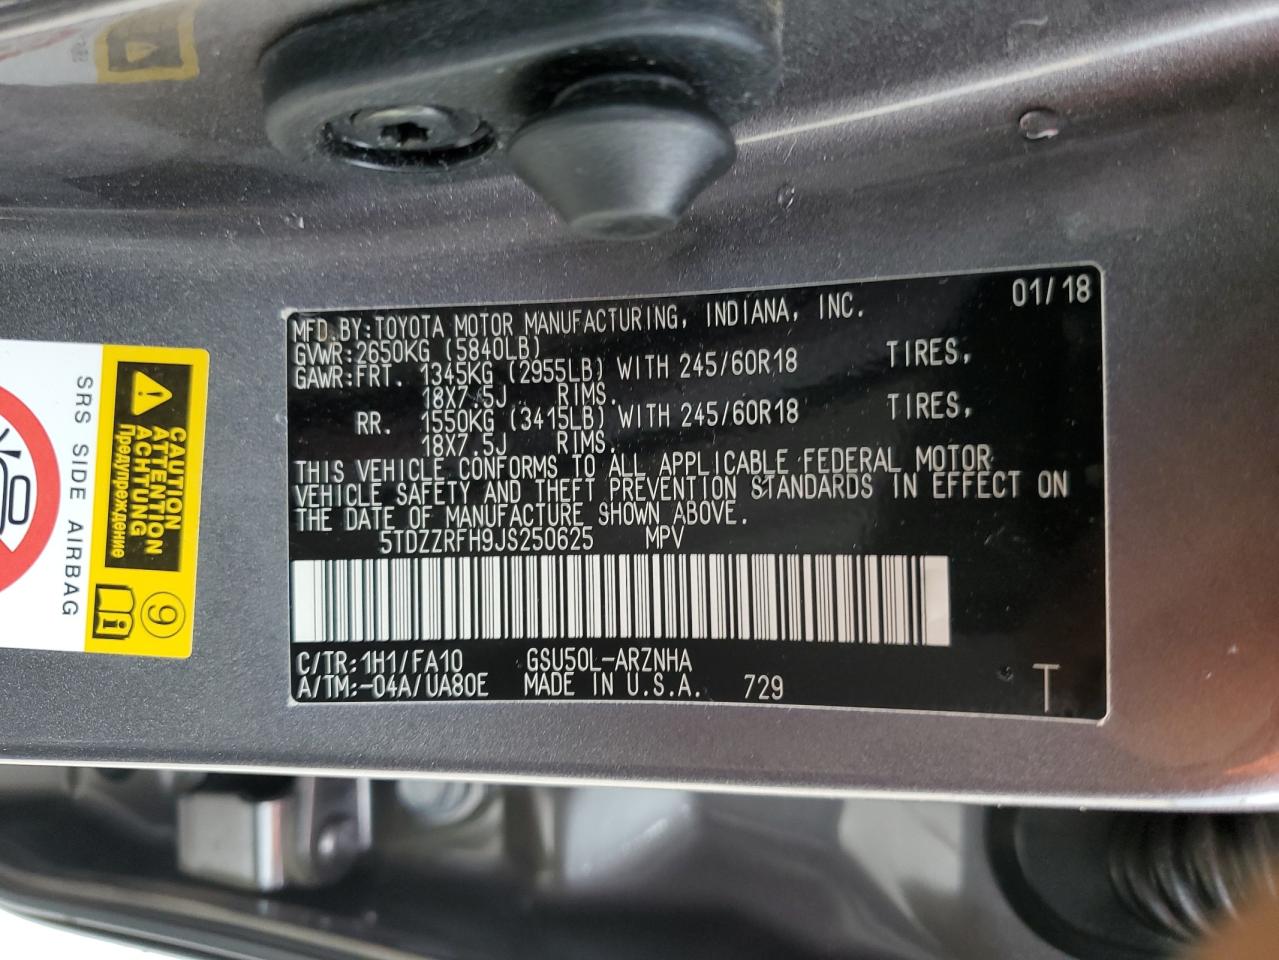 MFD.BY:TOYOTA MOTOR MANUFACTURING, INDIANA, INC. 01/18
GVWR:2650KG (5840LB)
GAWR:FRT. 1345KG (2955LB) WITH 245/60R18 TIRES,
18X7.5J RIMS.
RR. 1550KG (3415LB) WITH 245/60R18 TIRES,
18X7.5J RIMS.
THIS VEHICLE CONFORMS TO ALL APPLICABLE FEDERAL MOTOR
VEHICLE SAFETY AND THEFT PREVENTION STANDARDS IN EFFECT ON
THE DATE OF MANUFACTURE SHOWN ABOVE.
5TDZZRFH9JS250625 MPV
C/TR:1H1/FA10 GSU50L-ARZNHA
A/TM:-04A/UA80E MADE IN U.S.A. 729 T
CAUTION
ATTENTION
ACHTUNG
Предупреждение
9
i
SRS SIDE AIRBAG